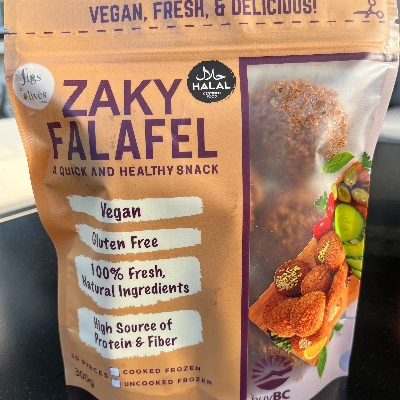 VEGAN, FRESH, & DELICIOUS!
figs
olives
حلال
HALAL
ZAKY
FALAFEL
A QUICK AND HEALTHY SNACK
Vegan
Gluten Free
100% Fresh,
Natural Ingredients
High Source of
Protein & Fiber
PIECES
300g
COOKED FROZEN
UNCOOKED FROZEN
buyBC